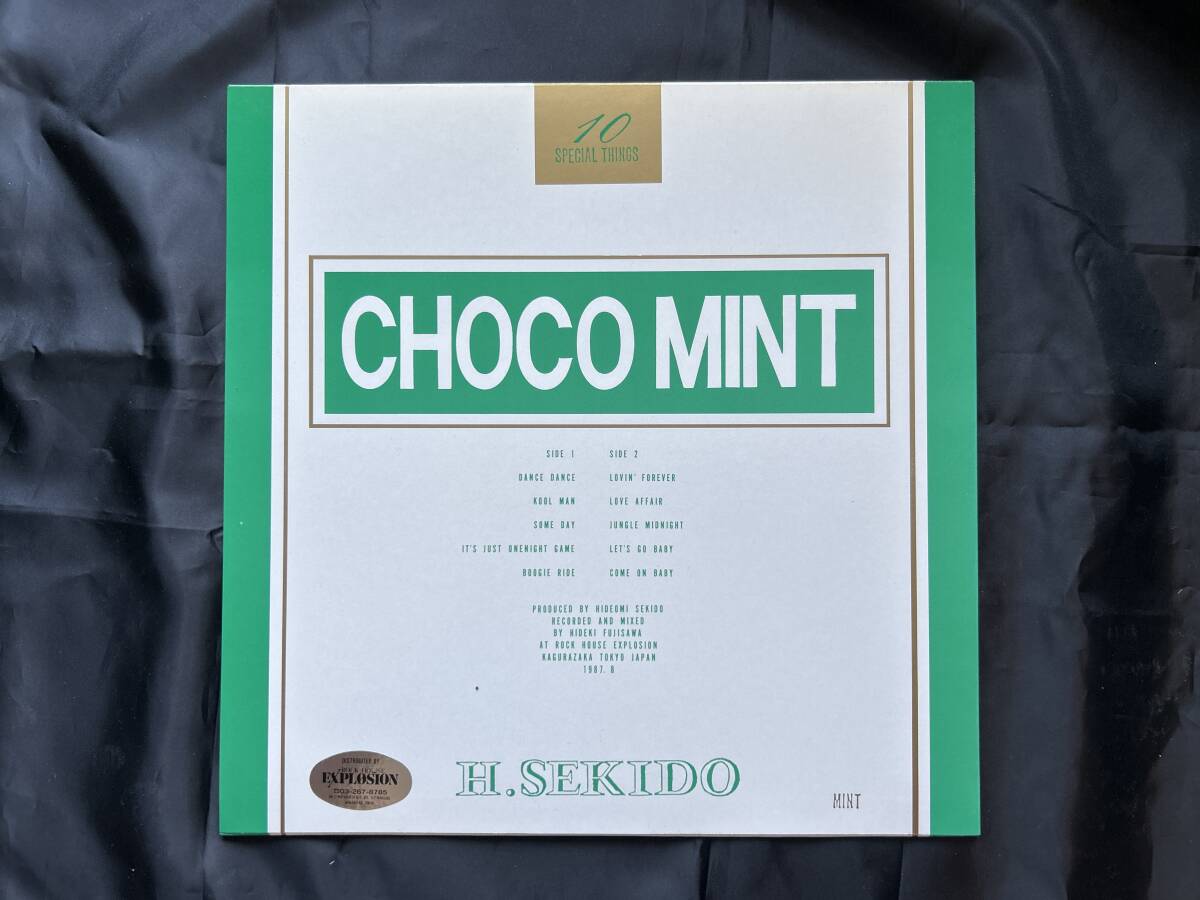 10
SPECIAL THINGS
CHOCO MINT
SIDE 1
DANCE DANCE
KOOL MAN
SOME DAY
IT'S JUST ONENIGHT GAME
BOOGIE RIDE
SIDE 2
LOVIN' FOREVER
LOVE AFFAIR
JUNGLE MIDNIGHT
LET'S GO BABY
COME ON BABY
PRODUCED BY HIDEOMI SEKIDO
RECORDED AND MIXED
BY HIDEKI FUJISAWA
AT ROCK HOUSE EXPLOSION
KAGURAZAKA TOKYO JAPAN
1987. 8
DISTRIBUTED BY
ROCK HOUSE
EXPLOSION
☎03-267-8785
H.SEKIDO
MINT